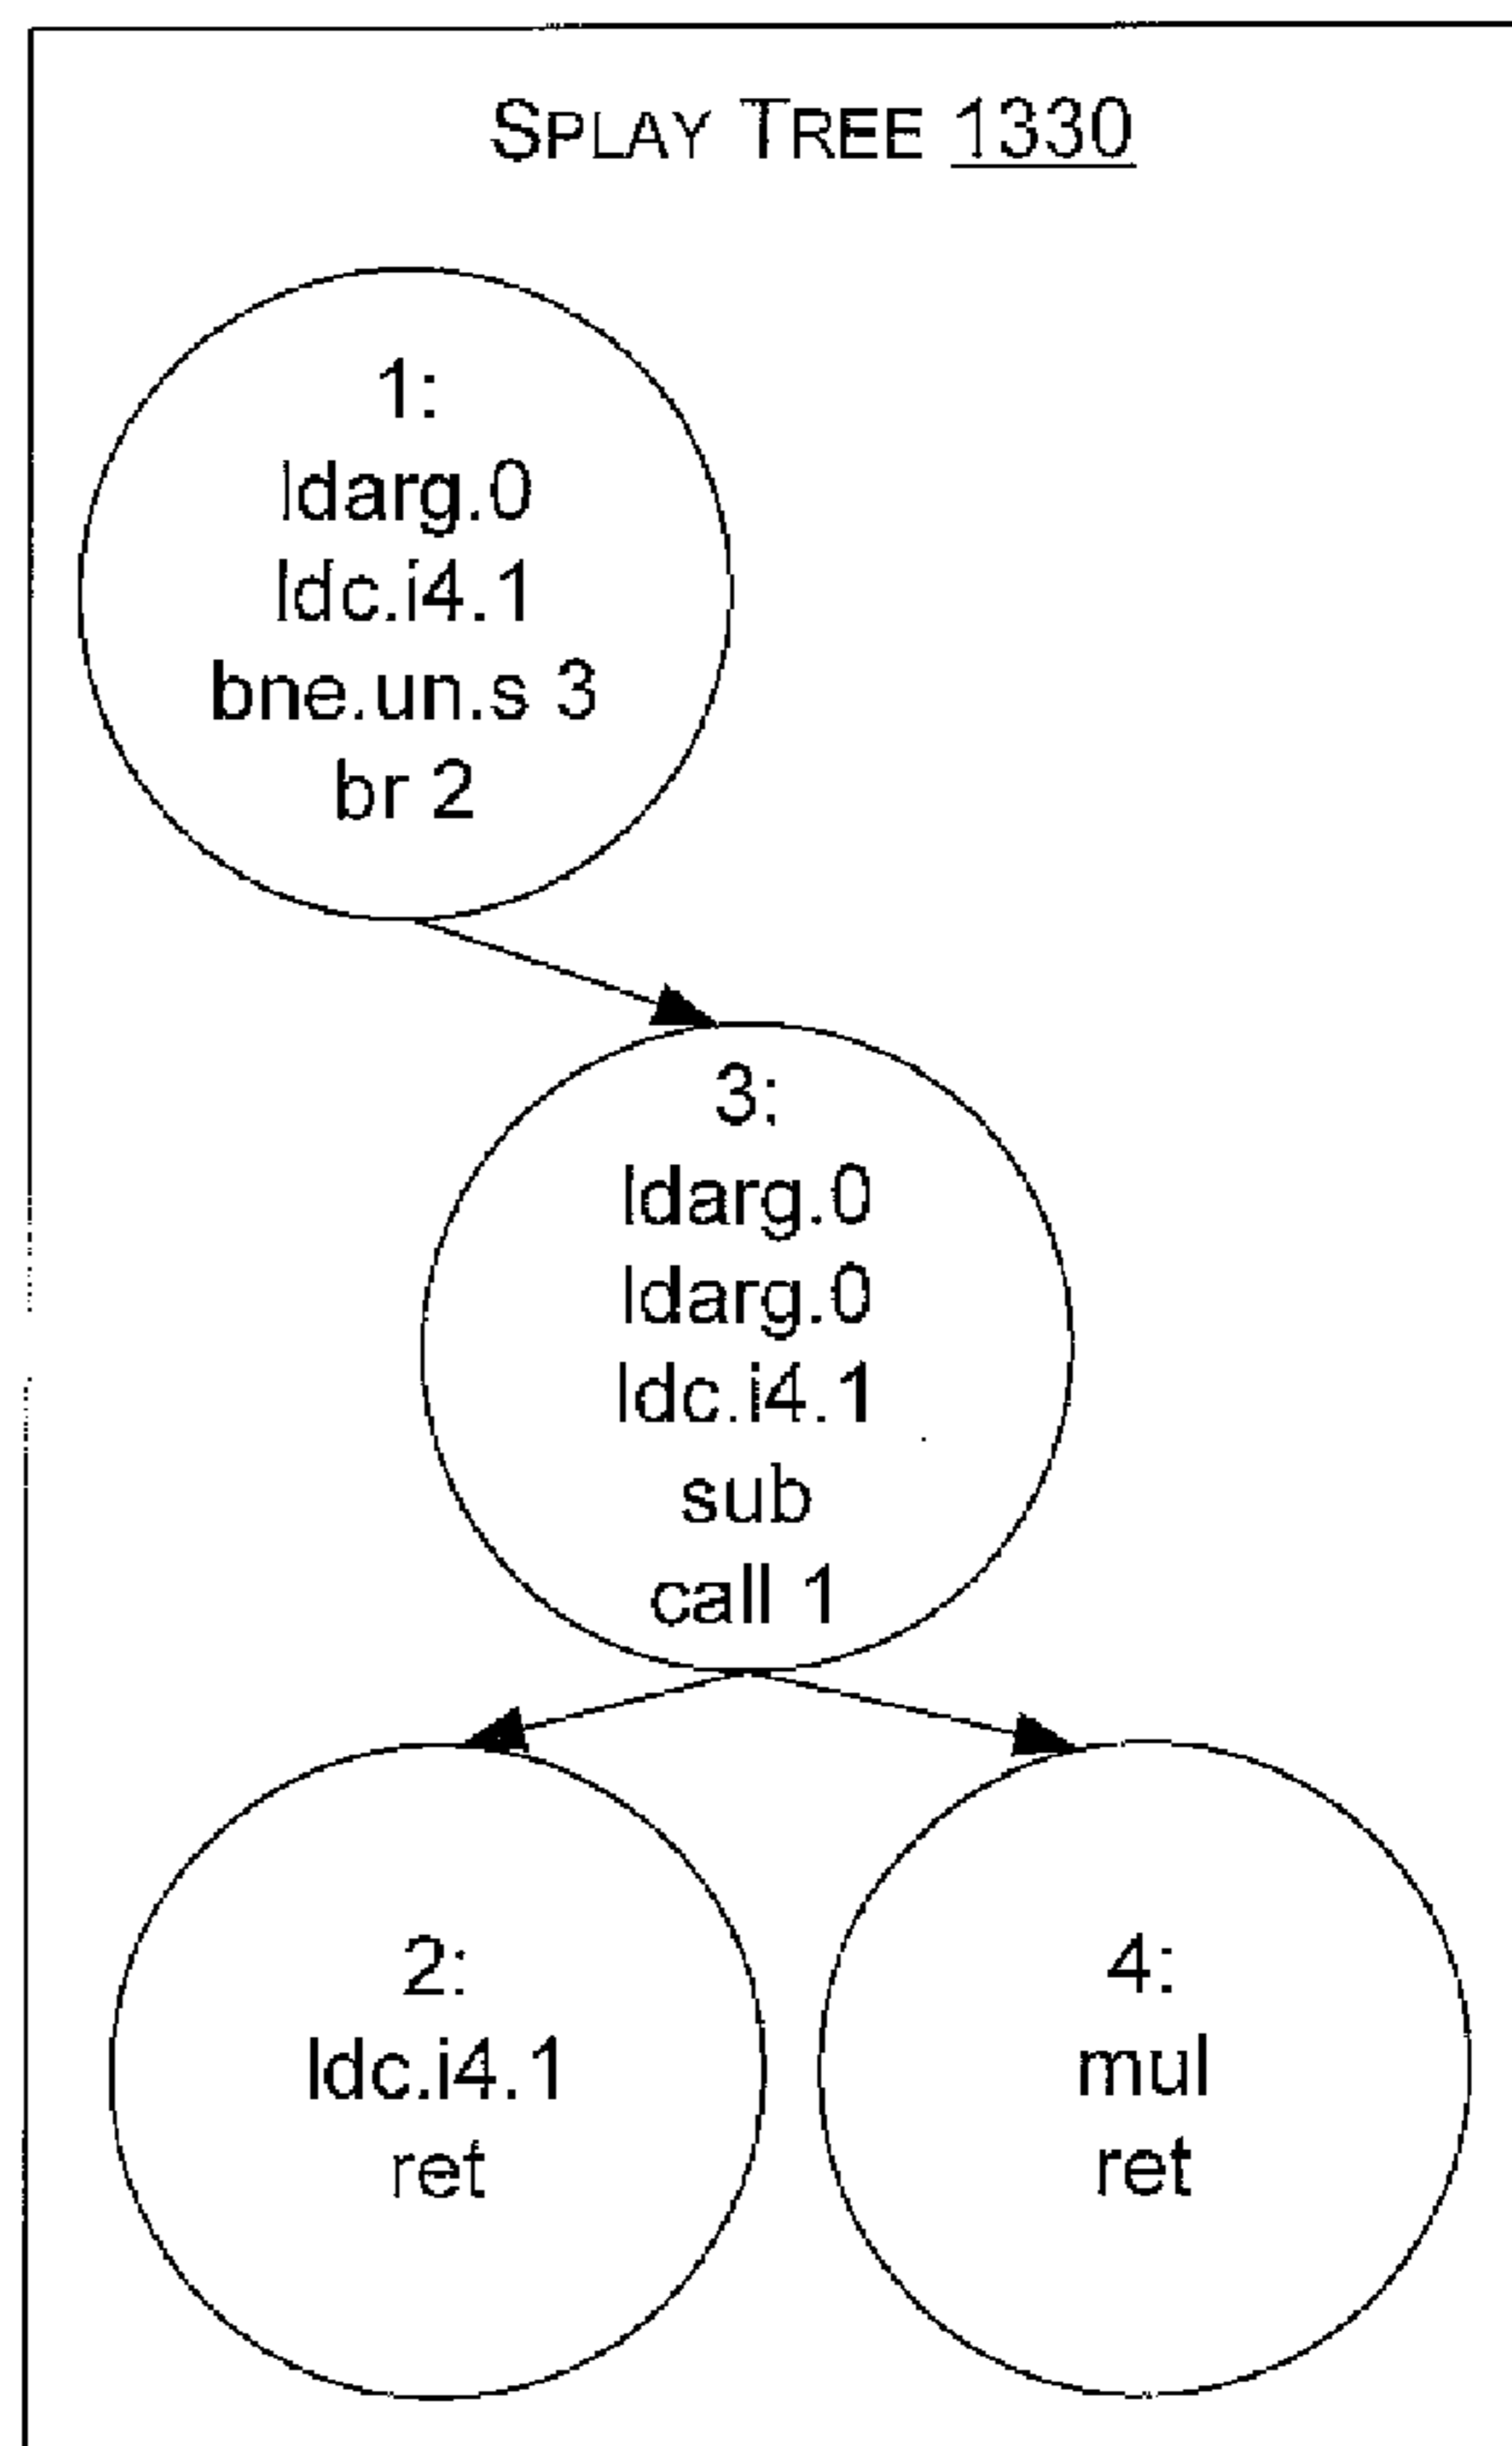 SPLAY TREE 1330
1:
ldarg.0
ldc.i4.1
bne.un.s 3
br 2
3:
ldarg.0
ldarg.0
ldc.i4.1
sub
call 1
2:
ldc.i4.1
ret
4:
mul
ret